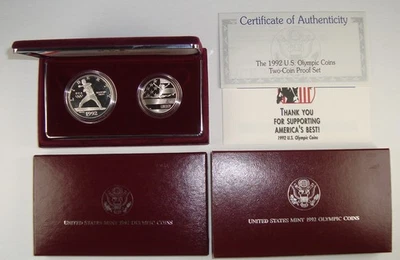 Certificate of Authenticity
The 1992 U.S. Olympic Coins
Two-Coin Proof Set
THANK YOU
FOR SUPPORTING
AMERICA'S BEST!
1992 U.S. Olympic Coins
1992
UNITED STATES MINT 1992 OLYMPIC COINS
UNITED STATES MINT 1992 OLYMPIC COINS